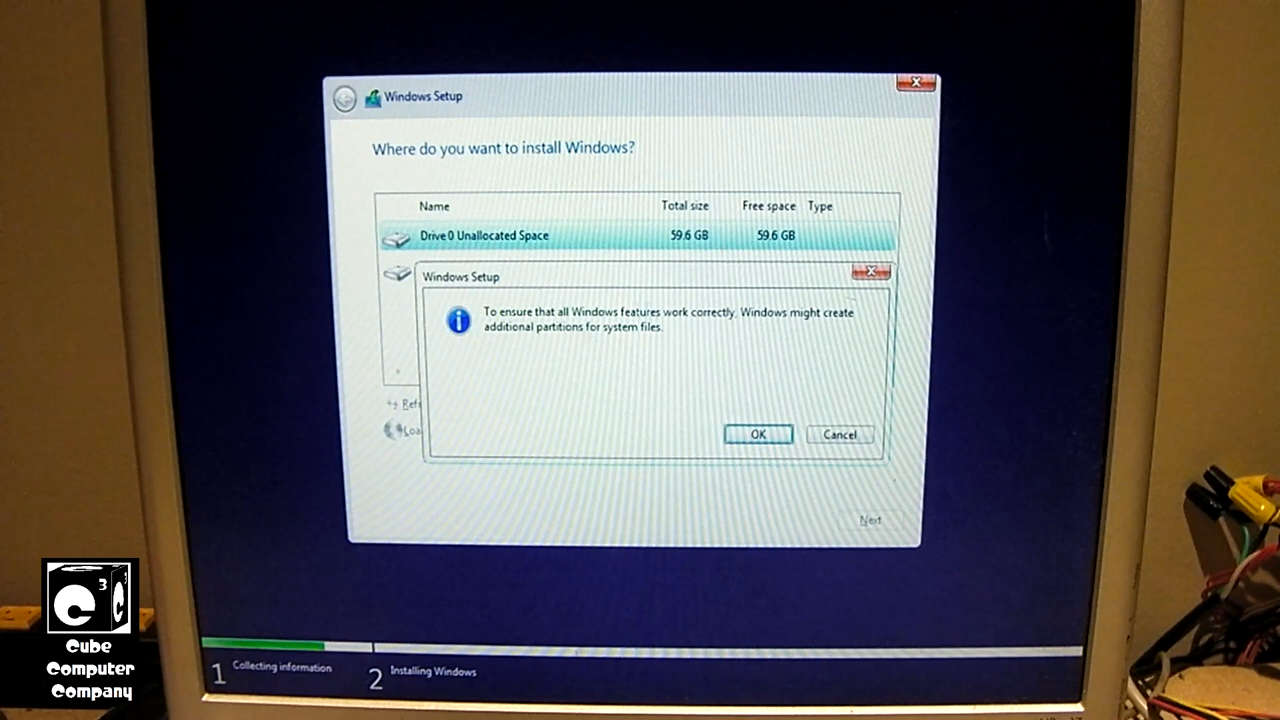 Windows Setup
Where do you want to install Windows?
Name Total size Free space Type
Drive 0 Unallocated Space 59.6 GB 59.6 GB
Windows Setup
To ensure that all Windows features work correctly, Windows might create
additional partitions for system files.
OK Cancel
Next
1 Collecting information 2 Installing Windows
C3C
Cube
Computer
Company